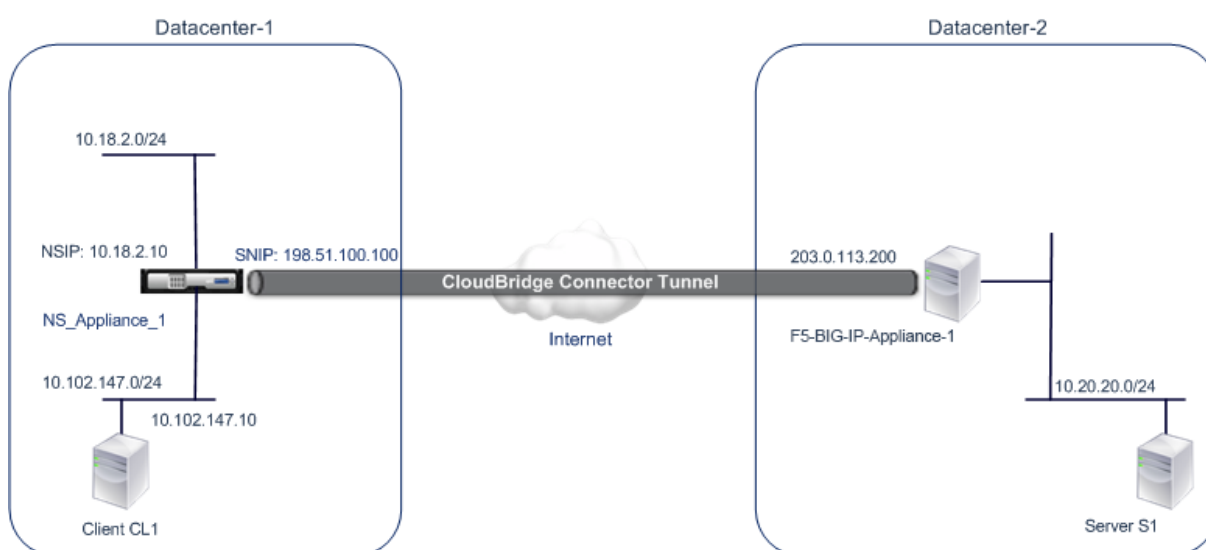 Datacenter-1
Datacenter-2
10.18.2.0/24
NSIP: 10.18.2.10
SNIP: 198.51.100.100
203.0.113.200
CloudBridge Connector Tunnel
NS_Appliance_1
Internet
F5-BIG-IP-Appliance-1
10.102.147.0/24
10.20.20.0/24
10.102.147.10
Client CL1
Server S1